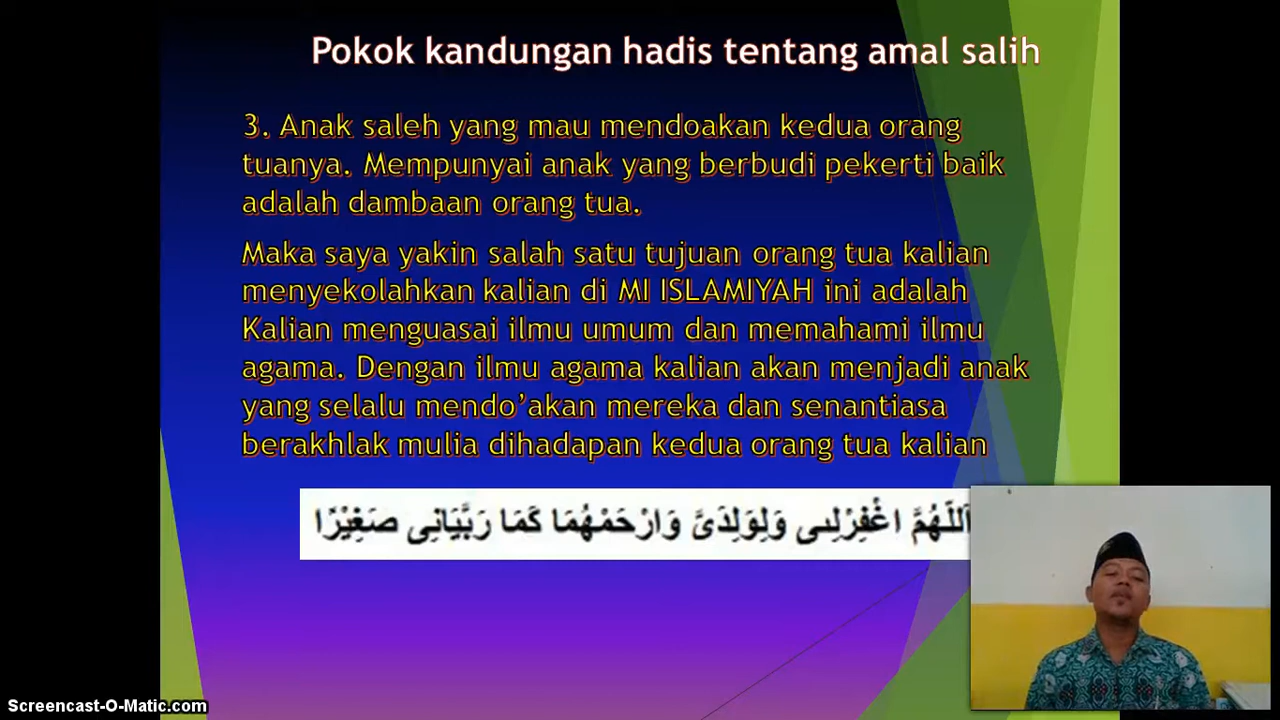 Pokok kandungan hadis tentang amal salih
3. Anak saleh yang mau mendoakan kedua orang
tuanya. Mempunyai anak yang berbudi pekerti baik
adalah dambaan orang tua.
Maka saya yakin salah satu tujuan orang tua kalian
menyekolahkan kalian di MI ISLAMIYAH ini adalah
Kalian menguasai ilmu umum dan memahami ilmu
agama. Dengan ilmu agama kalian akan menjadi anak
yang selalu mendo’akan mereka dan senantiasa
berakhlak mulia dihadapan kedua orang tua kalian
اَللّٰهُمَّ اغْفِرْلِىى وَلِوَلِدَىَّ وَارْحَمْهُمَا كَمَا رَبَّيَانِى صَغِيْرًا
Screencast-O-Matic.com